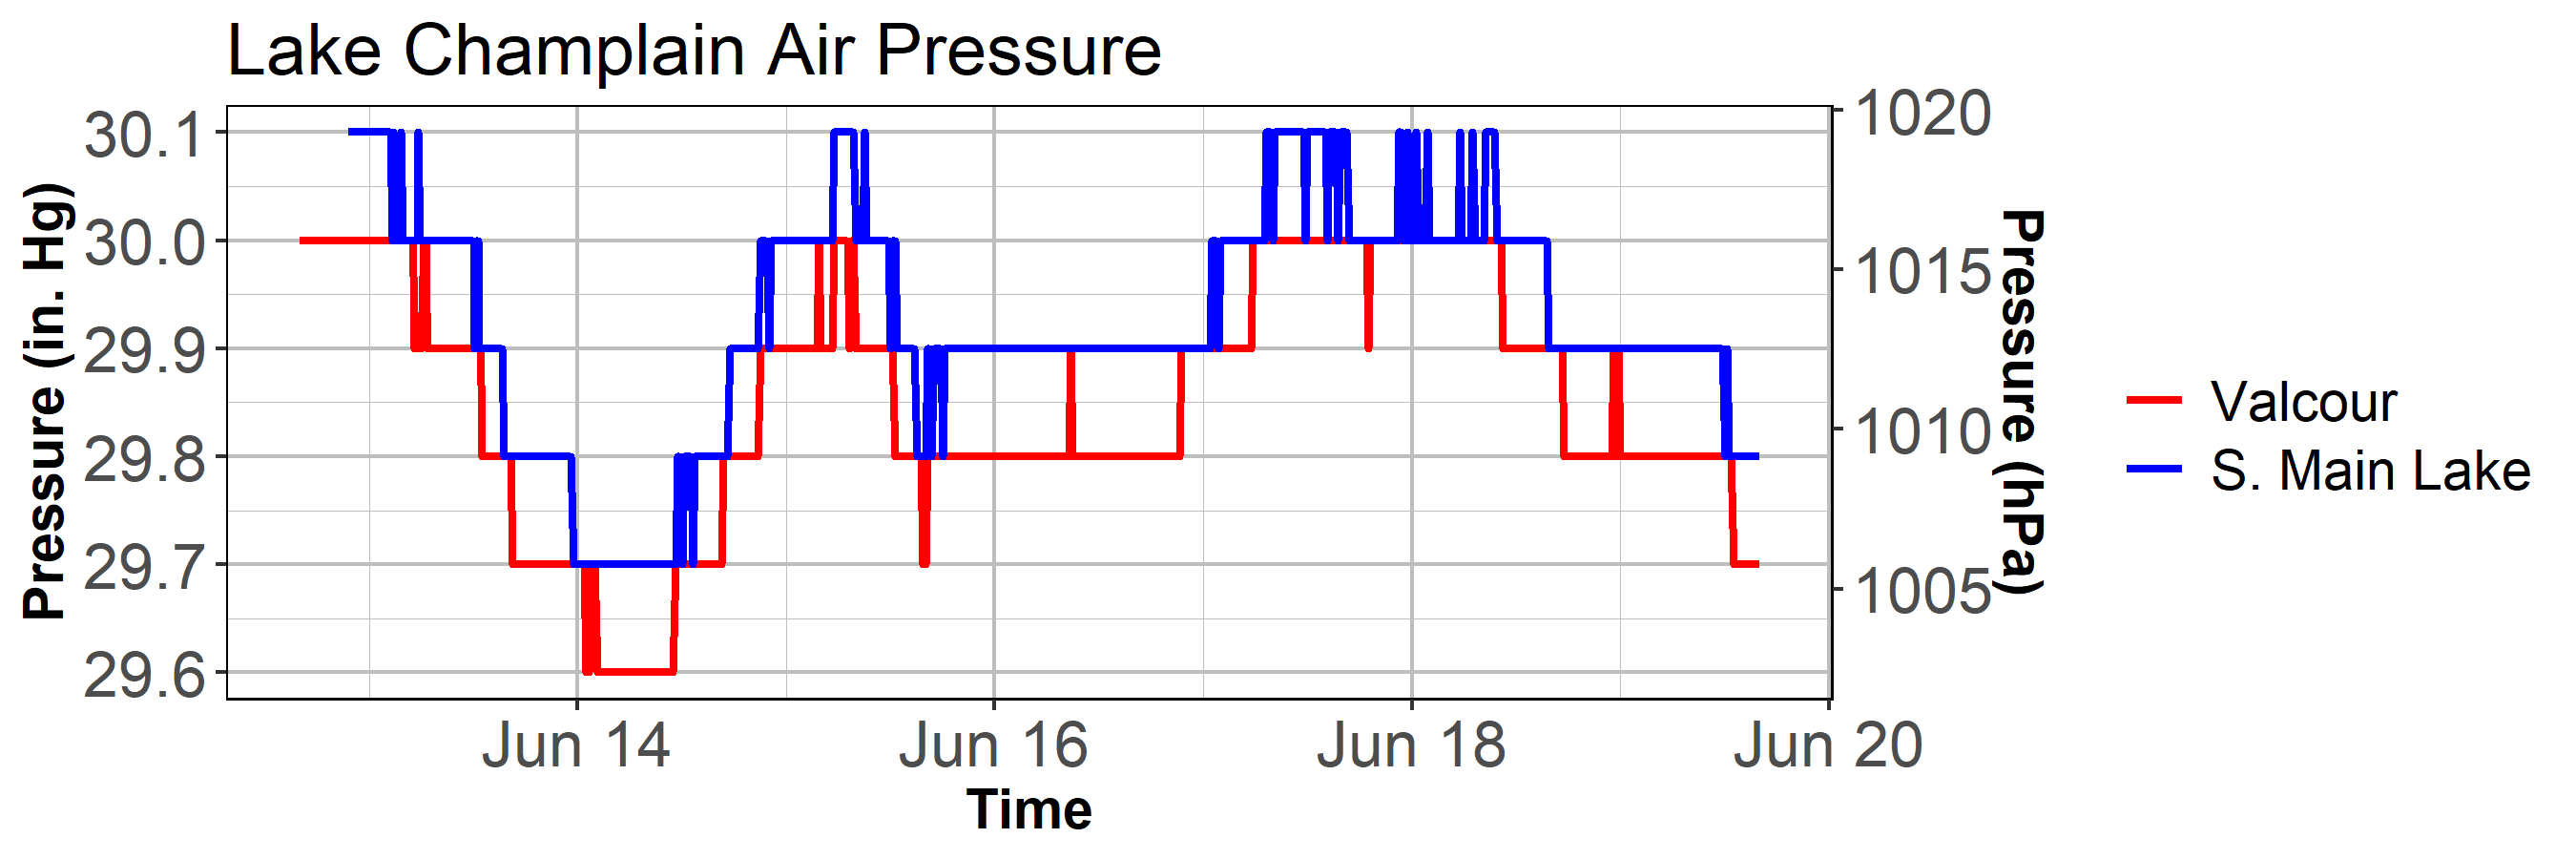 Lake Champlain Air Pressure
Pressure (in. Hg)
30.1
30.0
29.9
29.8
29.7
29.6
1020
1015
1010
1005
Pressure (hPa)
Jun 14
Jun 16
Jun 18
Jun 20
Time
Valcour
S. Main Lake